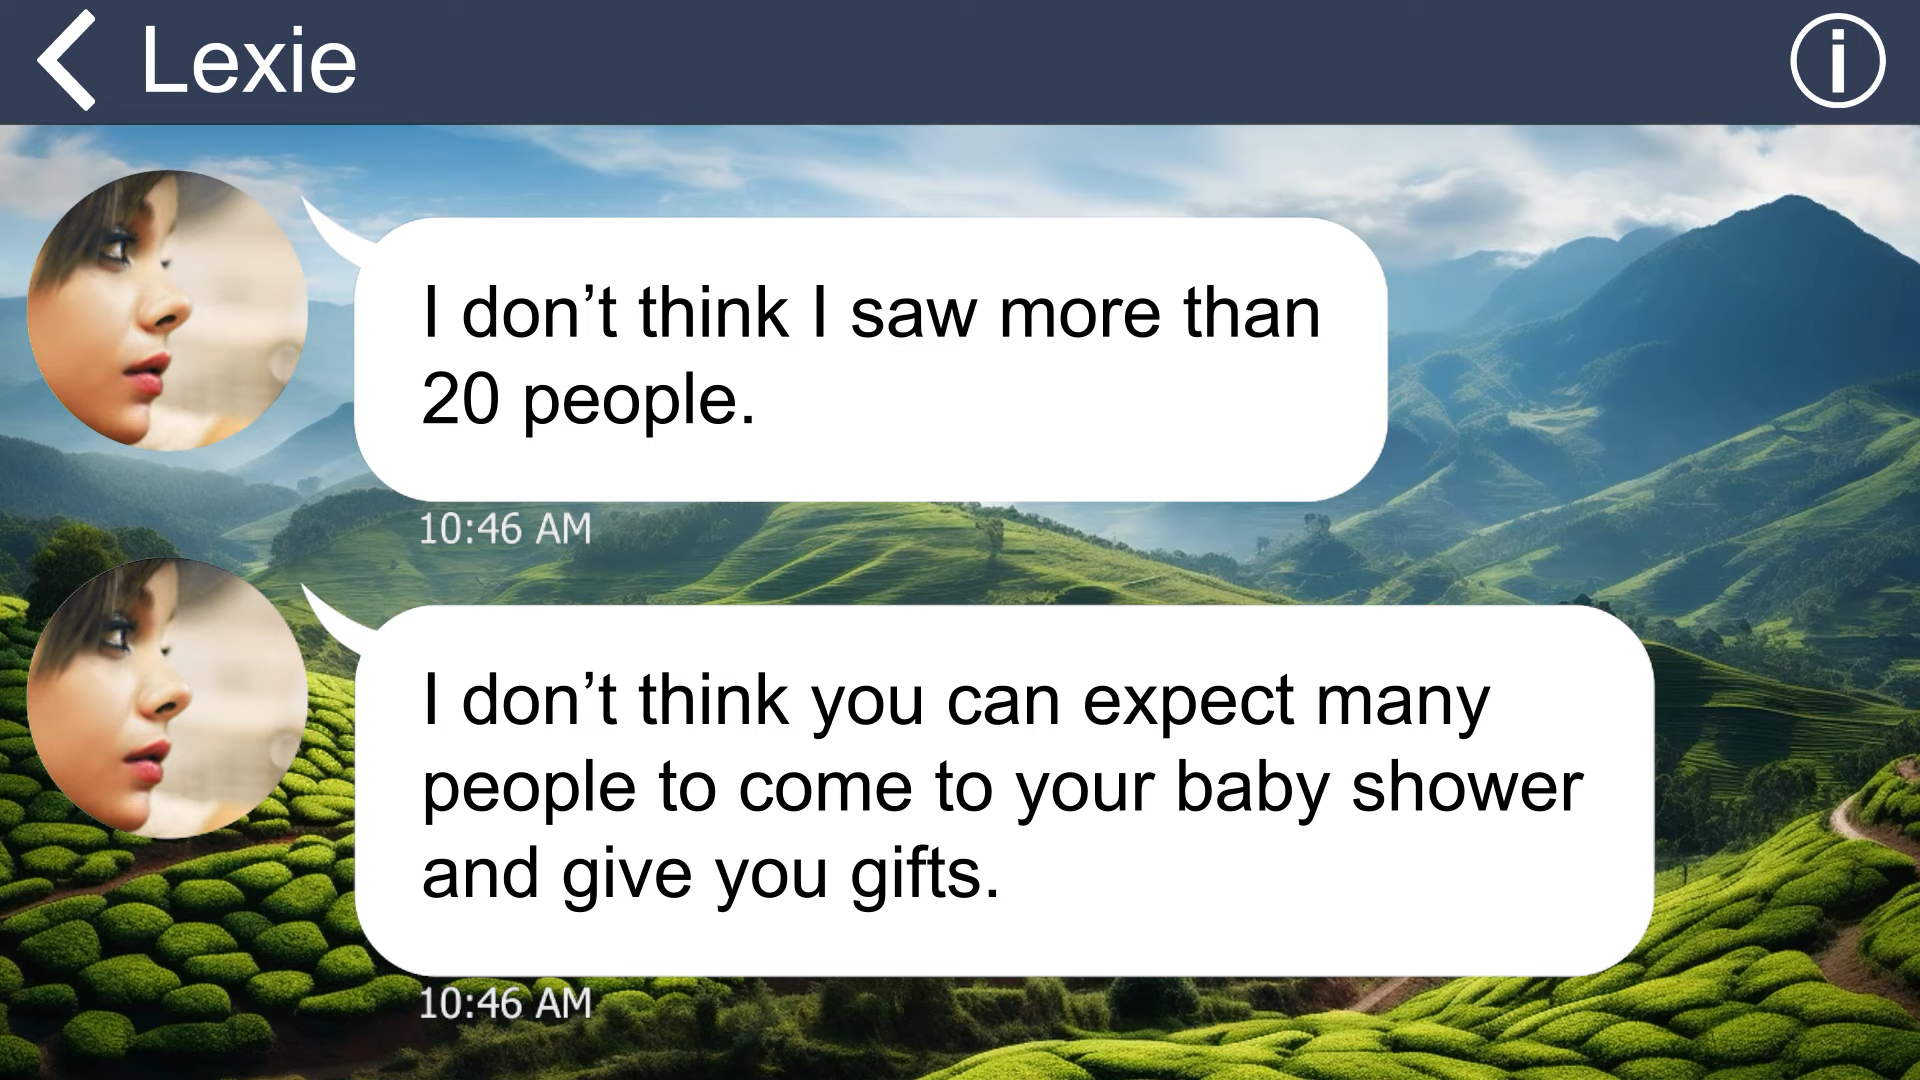 Lexie
I don’t think I saw more than
20 people.
10:46 AM
I don’t think you can expect many
people to come to your baby shower
and give you gifts.
10:46 AM